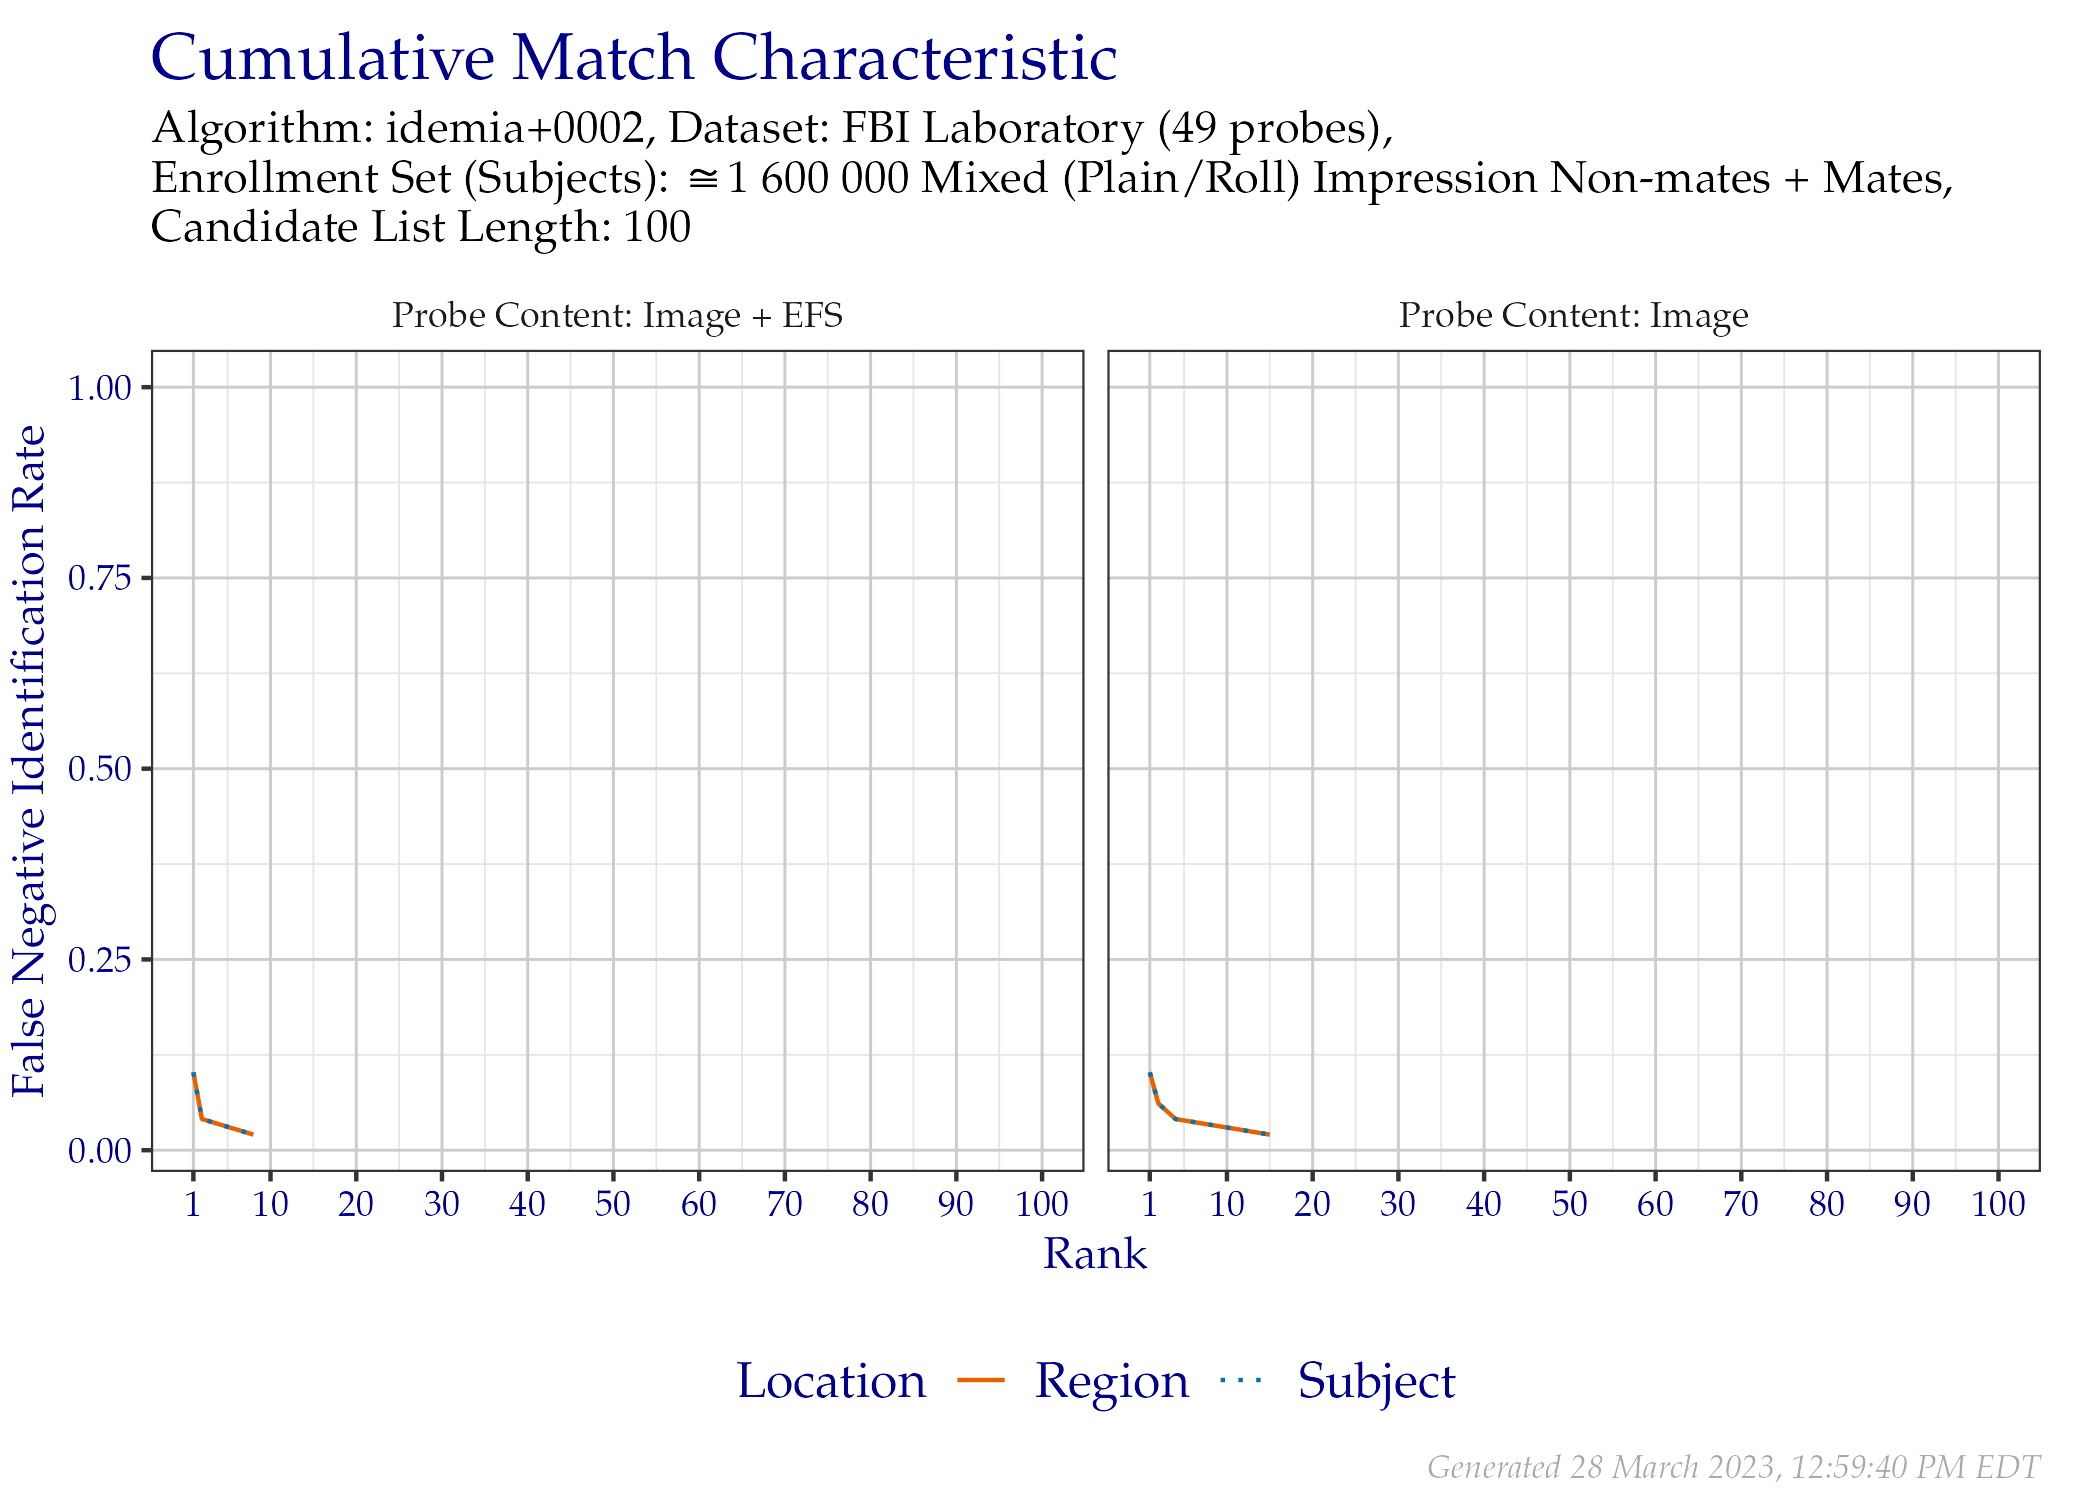 Cumulative Match Characteristic
Algorithm: idemia+0002, Dataset: FBI Laboratory (49 probes),
Enrollment Set (Subjects): ≅1 600 000 Mixed (Plain/Roll) Impression Non-mates + Mates,
Candidate List Length: 100
Probe Content: Image + EFS
Probe Content: Image
False Negative Identification Rate
1.00
0.75
0.50
0.25
0.00
1 10 20 30 40 50 60 70 80 90 100
1 10 20 30 40 50 60 70 80 90 100
Rank
Location Region Subject
Generated 28 March 2023, 12:59:40 PM EDT